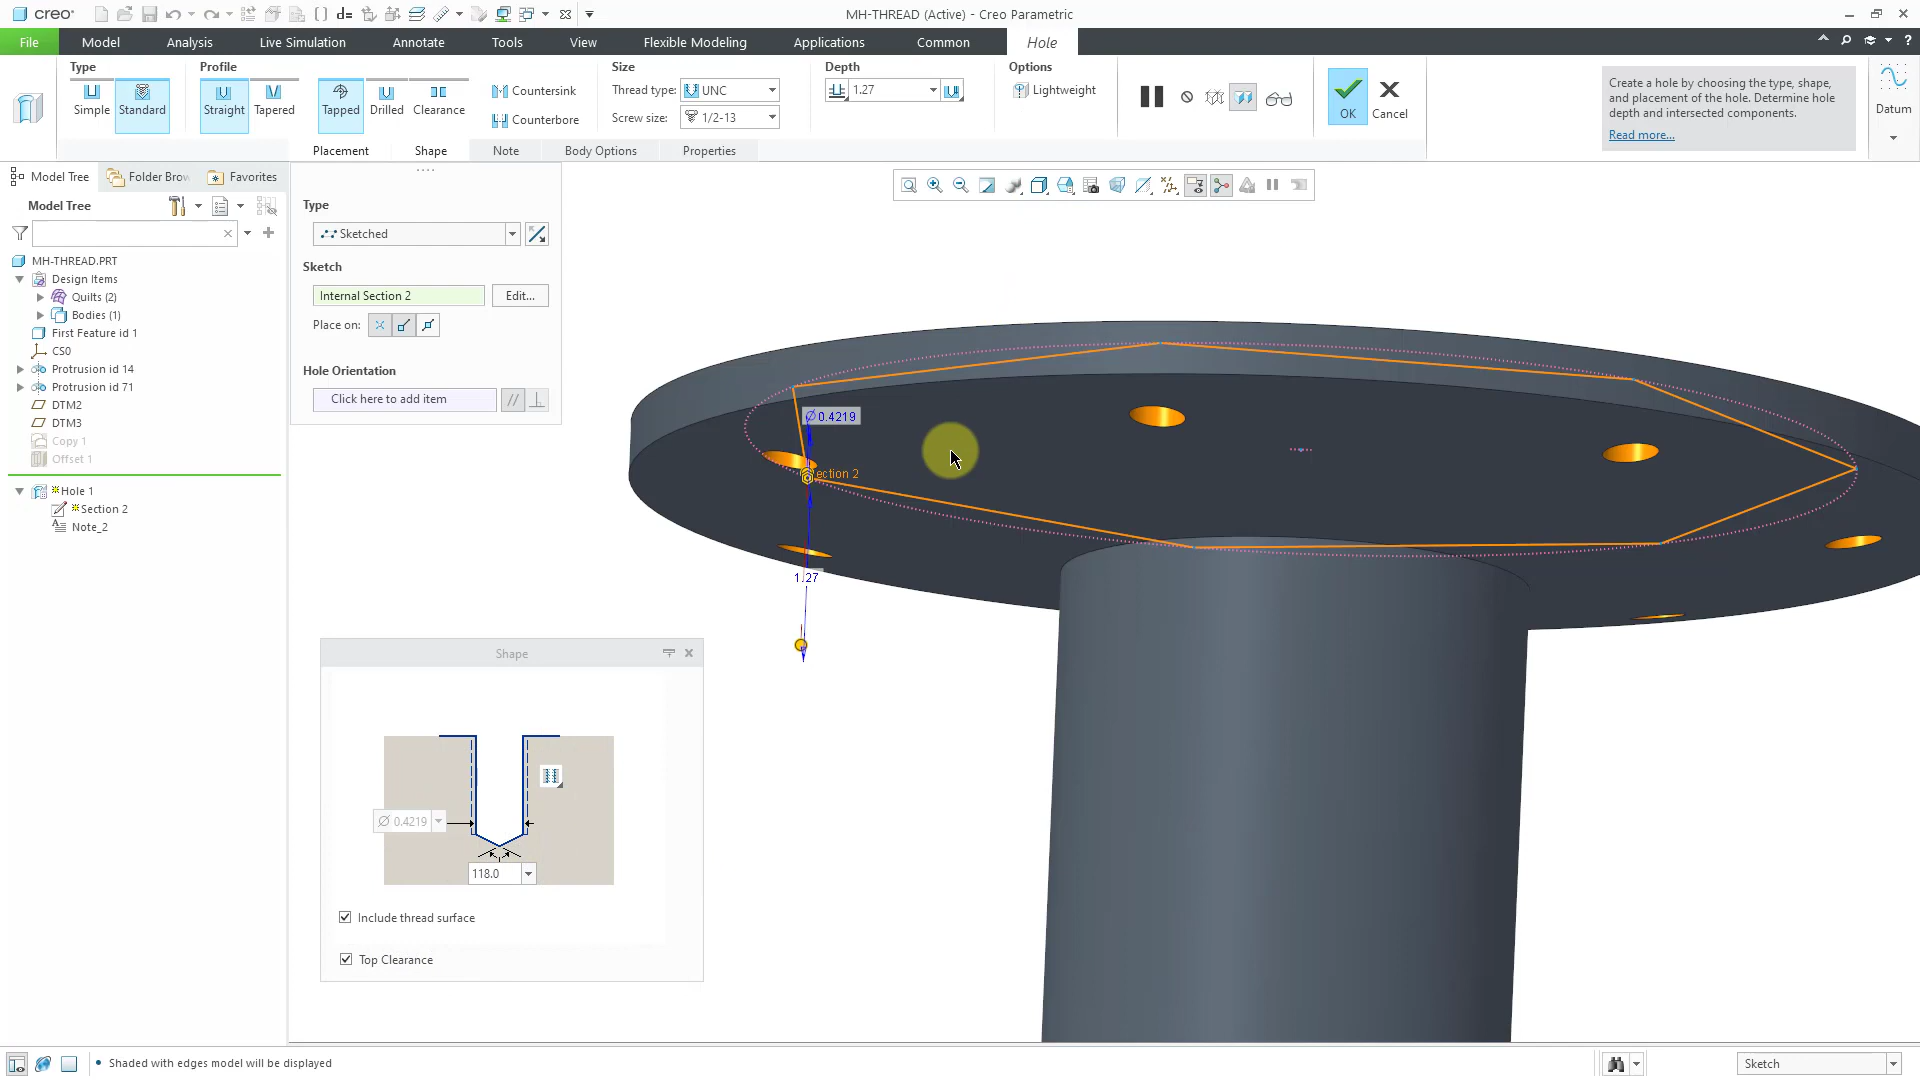 creo
MH-THREAD (Active) - Creo Parametric
File
Model
Analysis
Live Simulation
Annotate
Tools
View
Flexible Modeling
Applications
Common
Hole
Type
Profile
Size
Depth
Options
Simple
Standard
Straight
Tapered
Tapped
Drilled
Clearance
Countersink
Counterbore
Thread type:
UNC
Screw size:
1/2-13
1.27
Lightweight
OK
Cancel
Create a hole by choosing the type, shape,
and placement of the hole. Determine hole
depth and intersected components.
Read more...
Datum
Placement
Shape
Note
Body Options
Properties
Model Tree
Folder Brow
Favorites
Model Tree
MH-THREAD.PRT
Design Items
Quilts (2)
Bodies (1)
First Feature id 1
CS0
Protrusion id 14
Protrusion id 71
DTM2
DTM3
Copy 1
Offset 1
Hole 1
Section 2
Note_2
Type
Sketched
Sketch
Internal Section 2
Edit...
Place on:
Hole Orientation
Click here to add item
Ø0.4219
ection 2
1.27
Shape
Ø 0.4219
118.0
Include thread surface
Top Clearance
Shaded with edges model will be displayed
Sketch